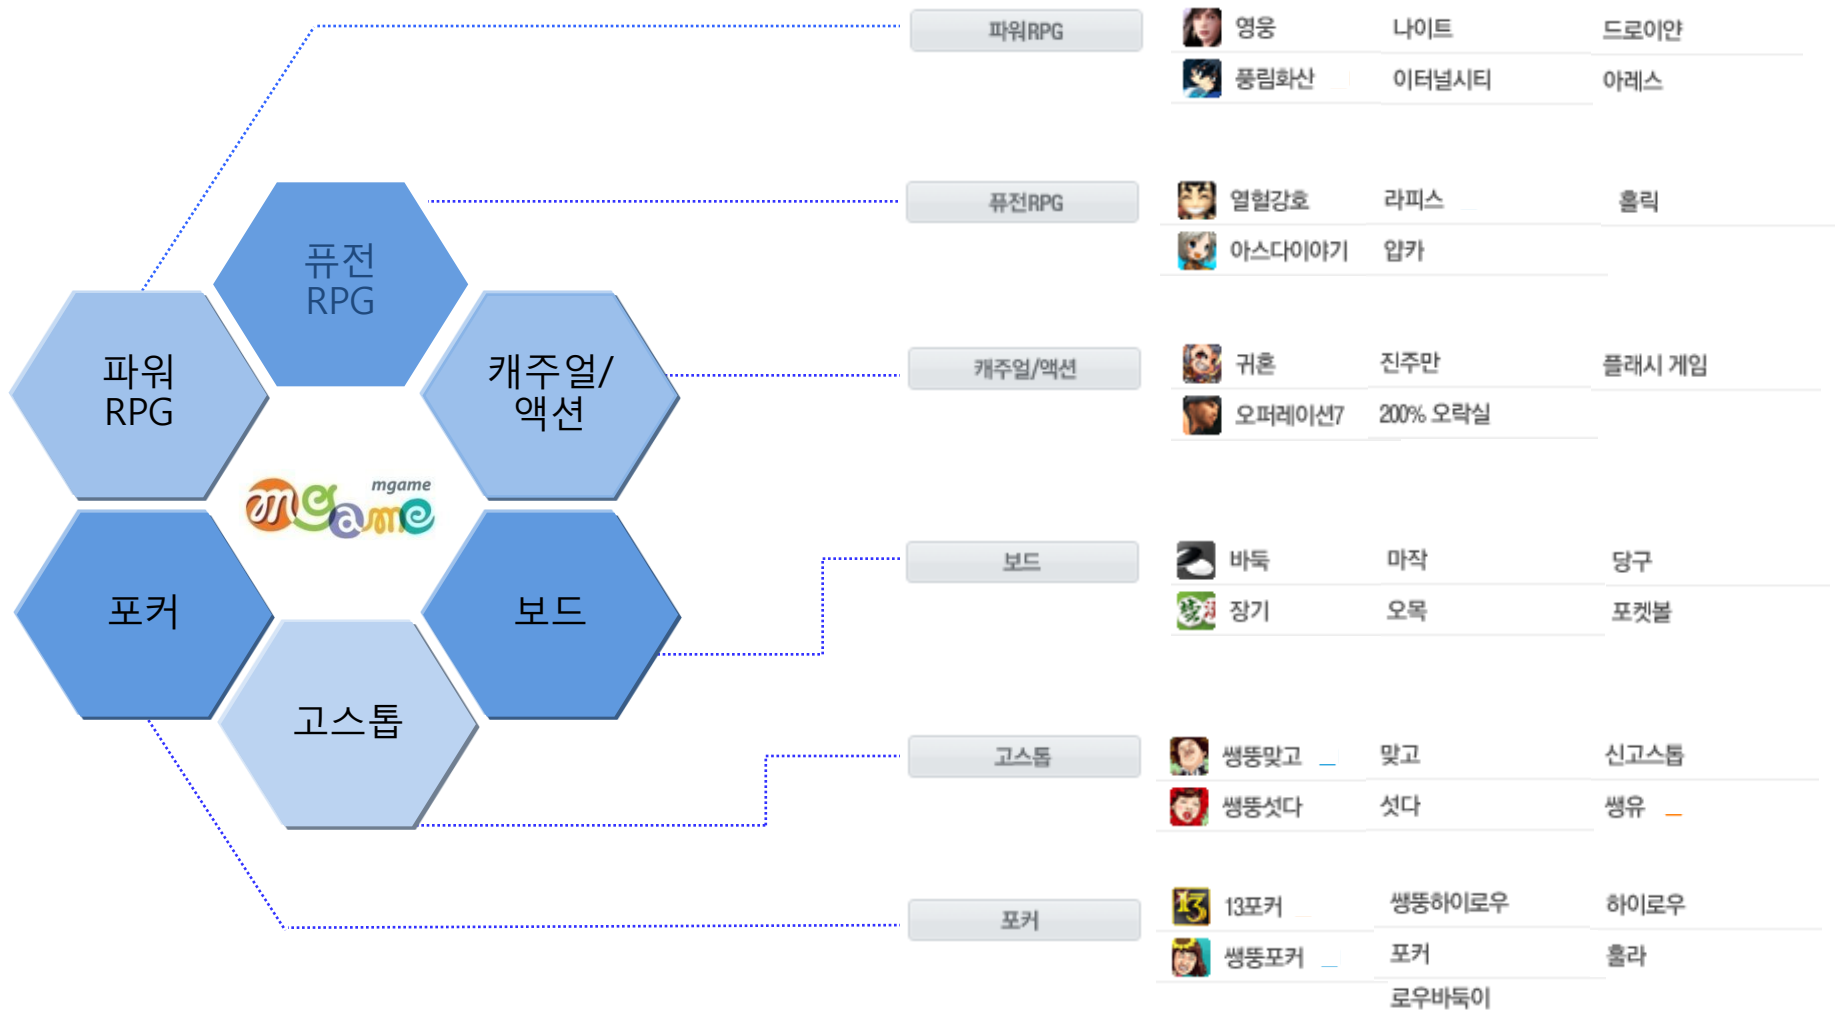 퓨전
RPG
파워
RPG
캐주얼/
액션
mgame
mgame
포커
보드
고스톱
파워RPG
영웅 나이트 드로이얀
풍림화산 이터널시티 아레스
퓨전RPG
열혈강호 라피스 홀릭
아스다이야기 얍카
캐주얼/액션
귀혼 진주만 플래시 게임
오퍼레이션7 200% 오락실
보드
바둑 마작 당구
장기 오목 포켓볼
고스톱
쌩뚱맞고 맞고 신고스톱
쌩뚱섯다 섯다 쌩유
포커
13
13포커 쌩뚱하이로우 하이로우
쌩뚱포커 포커 훌라
로우바둑이